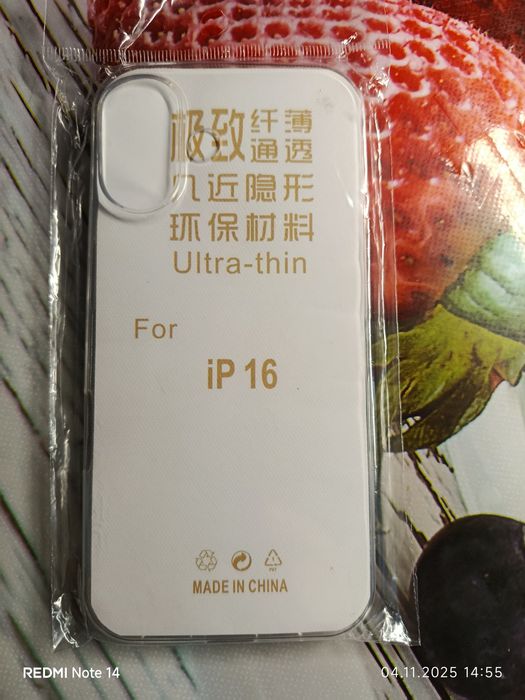 极致 纤薄
通透
几近隐形
环保材料
Ultra-thin
For
iP 16
MADE IN CHINA
REDMI Note 14
04.11.2025 14:55